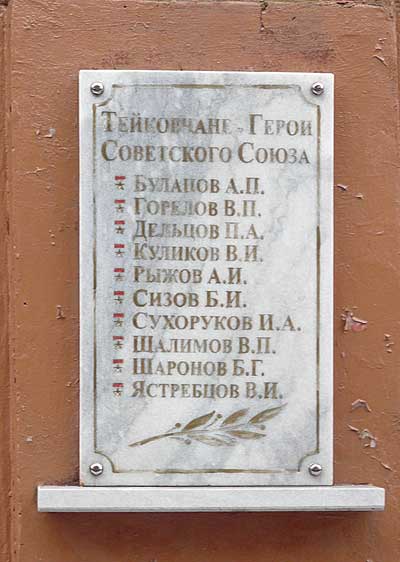 Тейковчане - Герои
Советского Союза
Буланов А.П.
Горелов В.П.
Дельцов П.А.
Куликов В.И.
Рыжов А.И.
Сизов Б.И.
Сухоруков И.А.
Шалимов В.П.
Шаронов Б.Г.
Ястребцов В.И.